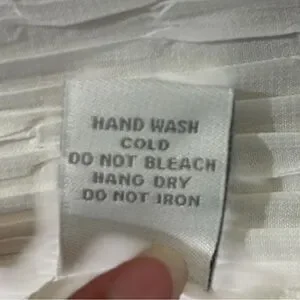 HAND WASH
COLD
DO NOT BLEACH
HANG DRY
DO NOT IRON